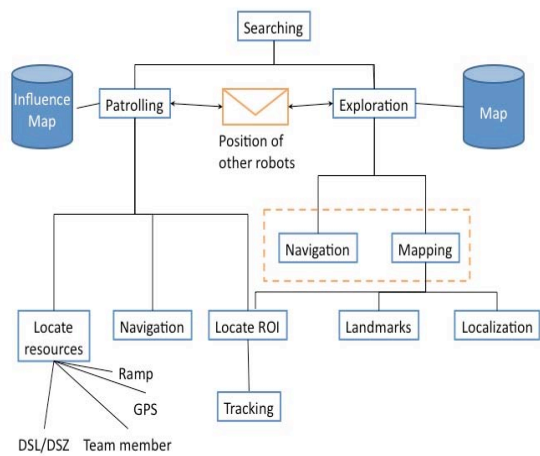 Searching
Influence
Map
Patrolling
Exploration
Map
Position of
other robots
Navigation
Mapping
Locate
resources
Navigation
Locate ROI
Landmarks
Localization
Ramp
GPS
Tracking
DSL/DSZ
Team member